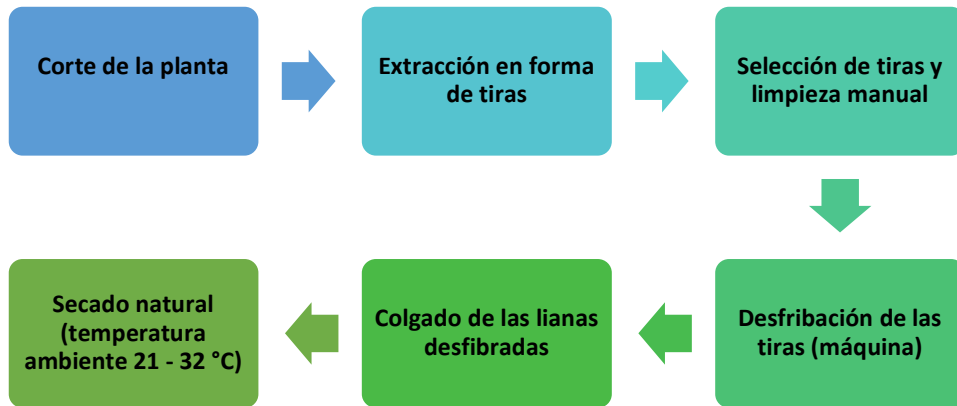 Corte de la planta
Extracción en forma
de tiras
Selección de tiras y
limpieza manual
Desfribación de las
tiras (máquina)
Colgado de las lianas
desfibradas
Secado natural
(temperatura
ambiente 21 - 32 °C)